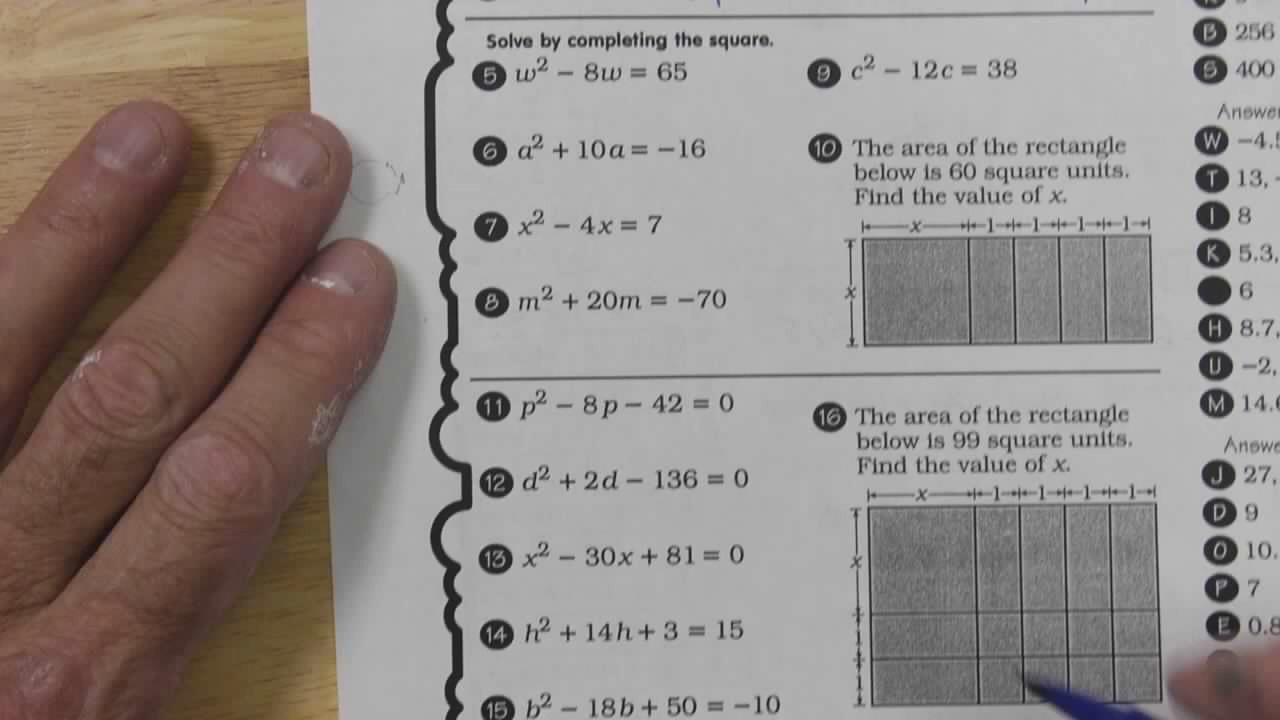 Solve by completing the square.
5 w² − 8w = 65
6 a² + 10a = −16
7 x² − 4x = 7
8 m² + 20m = −70
9 c² − 12c = 38
10 The area of the rectangle
below is 60 square units.
Find the value of x.
x 1 1 1 1
x
11 p² − 8p − 42 = 0
12 d² + 2d − 136 = 0
13 x² − 30x + 81 = 0
14 h² + 14h + 3 = 15
15 b² − 18b + 50 = −10
16 The area of the rectangle
below is 99 square units.
Find the value of x.
x 1 1 1 1
x
1
1
B 256
S 400
W
T 13,
I 8
K 5.3,
6
H 8.7,
U −2,
M
J 27,
D 9
O 10.
P 7
E 0.8